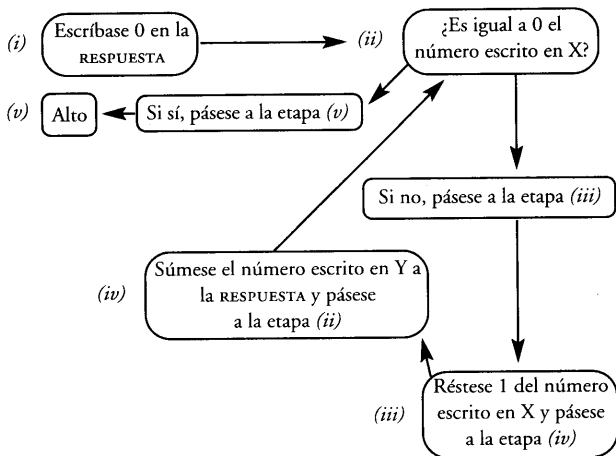 (i)
Escríbase 0 en la
RESPUESTA
(ii)
¿Es igual a 0 el
número escrito en X?
(v)
Alto
Si sí, pásese a la etapa (v)
Si no, pásese a la etapa (iii)
(iv)
Súmese el número escrito en Y a
la RESPUESTA y pásese
a la etapa (ii)
(iii)
Réstese 1 del número
escrito en X y pásese
a la etapa (iv)